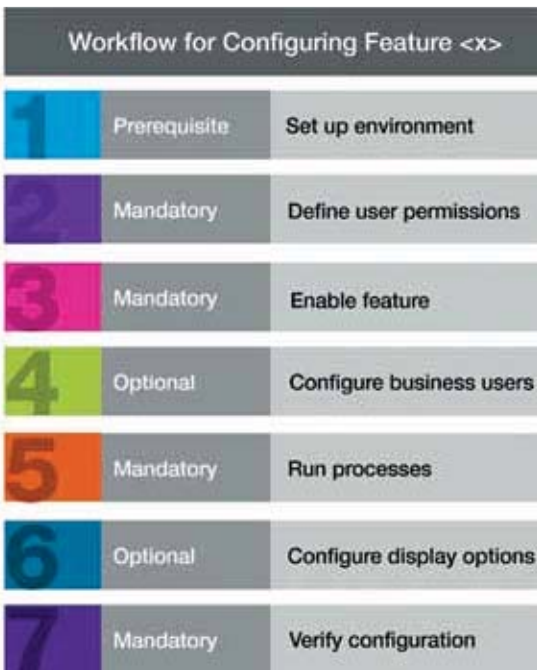 Workflow for Configuring Feature <x>
1 Prerequisite Set up environment
2 Mandatory Define user permissions
3 Mandatory Enable feature
4 Optional Configure business users
5 Mandatory Run processes
6 Optional Configure display options
7 Mandatory Verify configuration